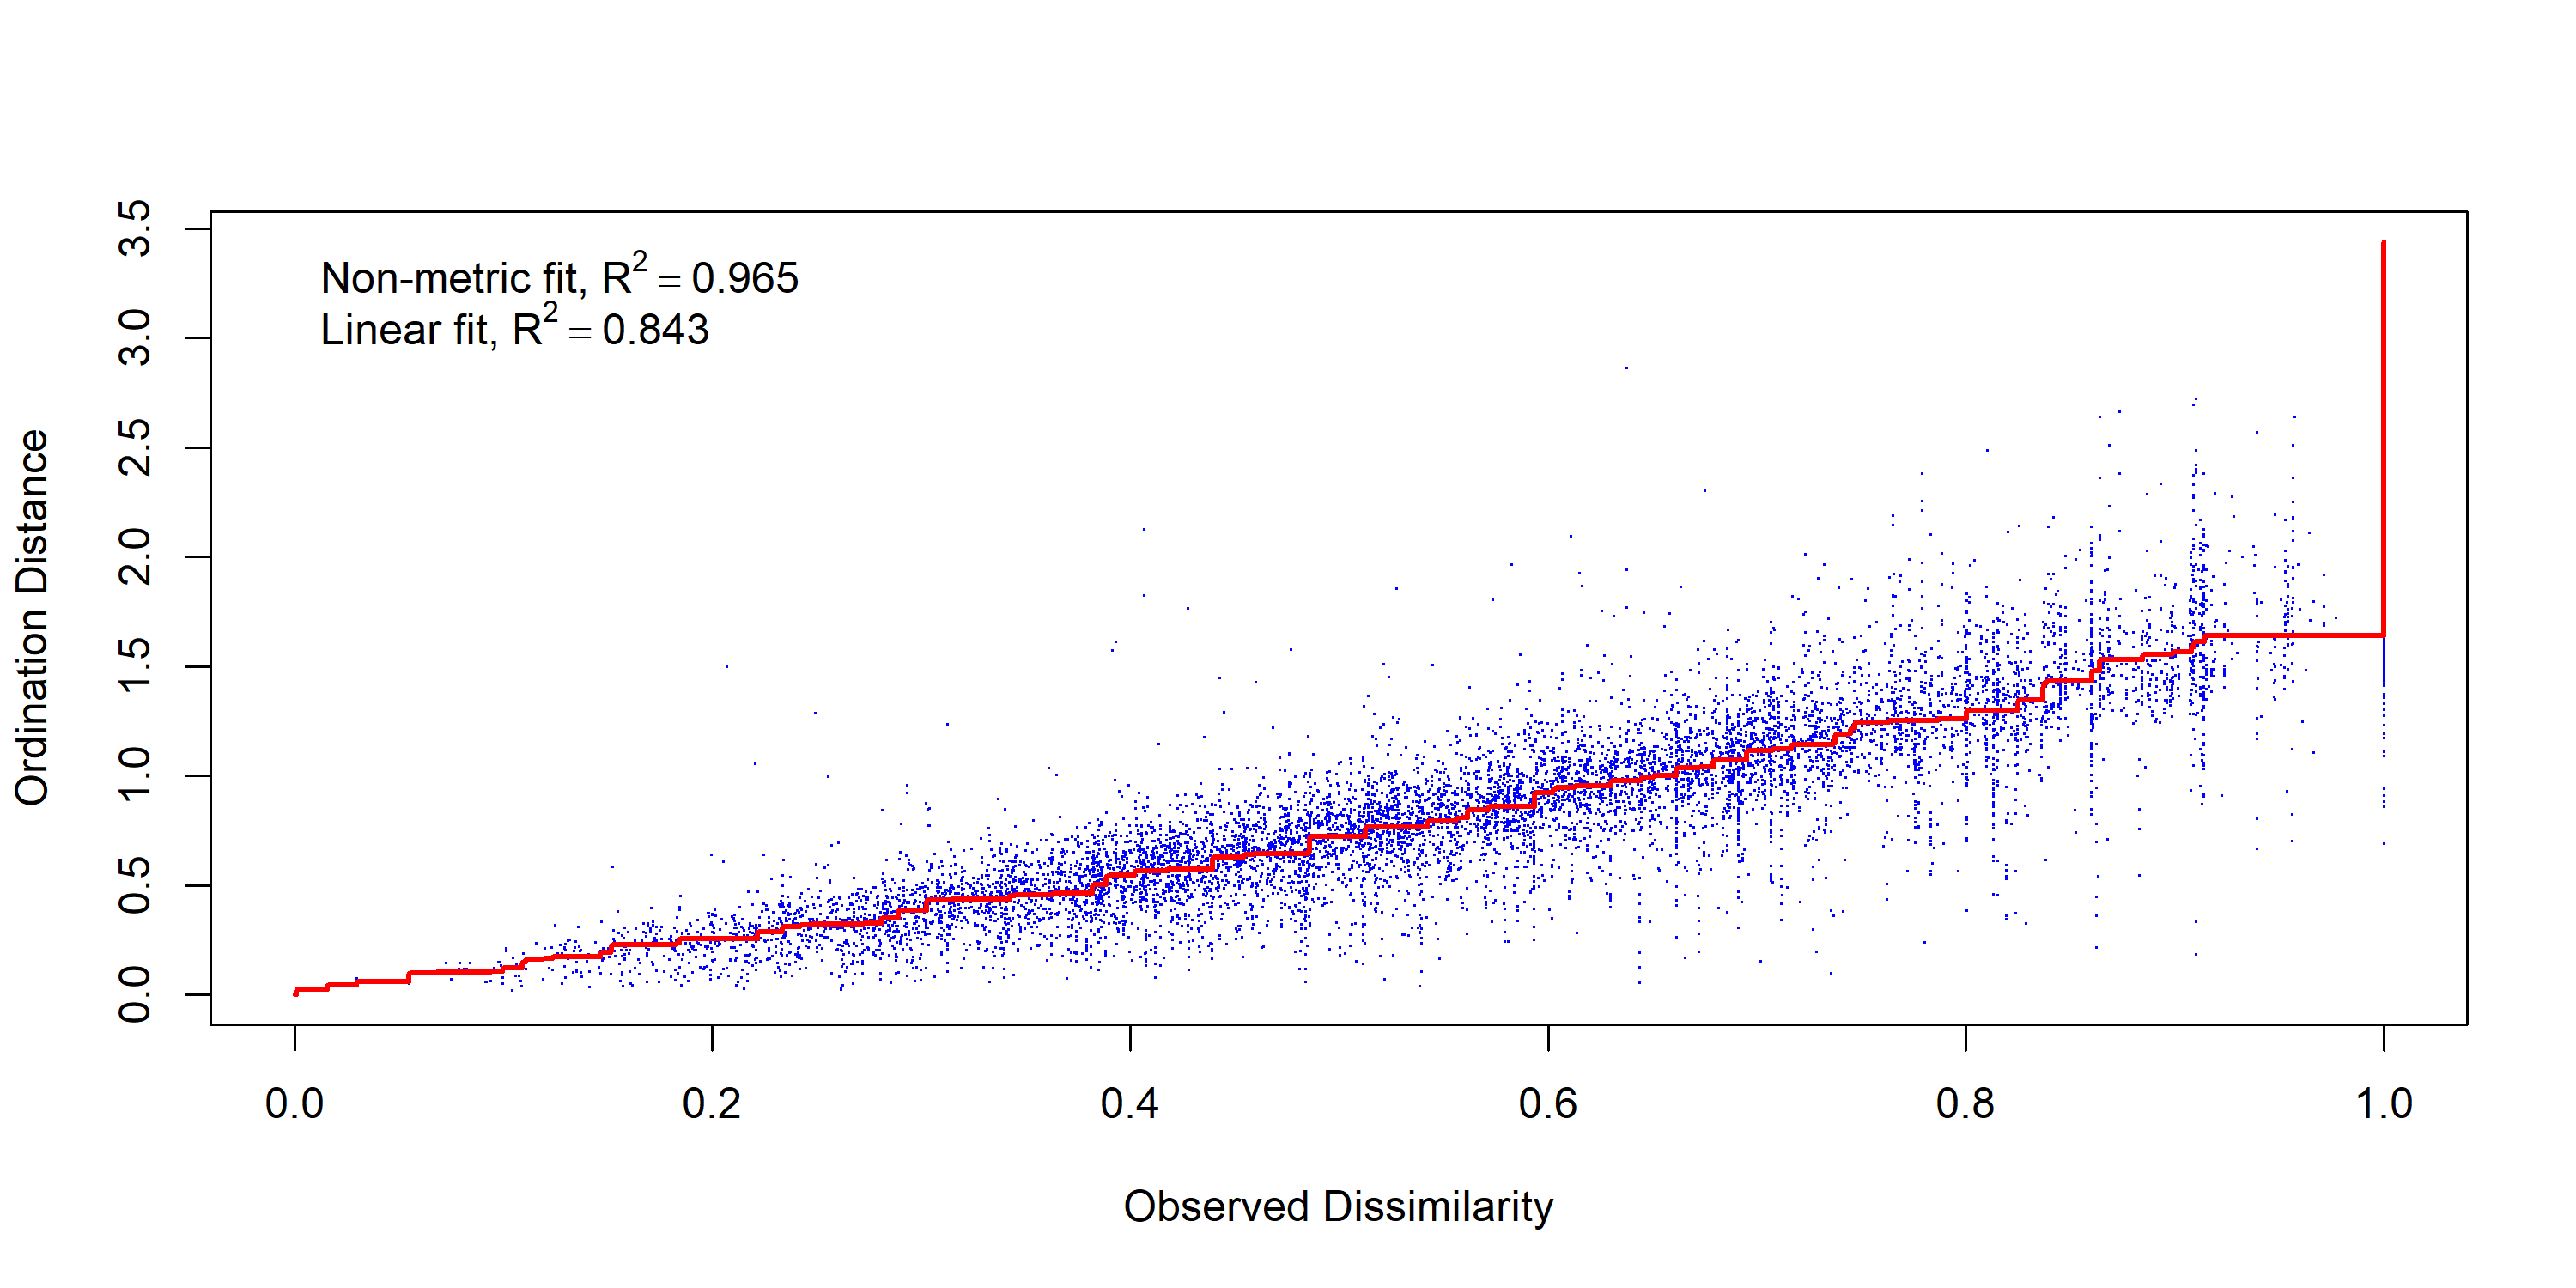 Non-metric fit, R² = 0.965
Linear fit, R² = 0.843
Ordination Distance
3.5
3.0
2.5
2.0
1.5
1.0
0.5
0.0
0.0 0.2 0.4 0.6 0.8 1.0
Observed Dissimilarity